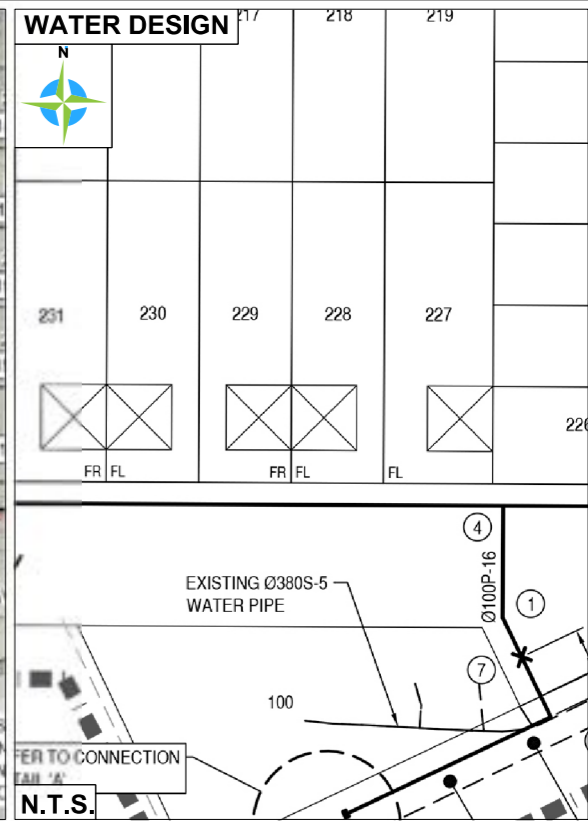 WATER DESIGN
N
217 218 219
231 230 229 228 227
226
FR FL FR FL FL
4
Ø100P-16
1
EXISTING Ø380S-5
WATER PIPE
7
100
FER TO CONNECTION
TAIL 'A'
N.T.S.